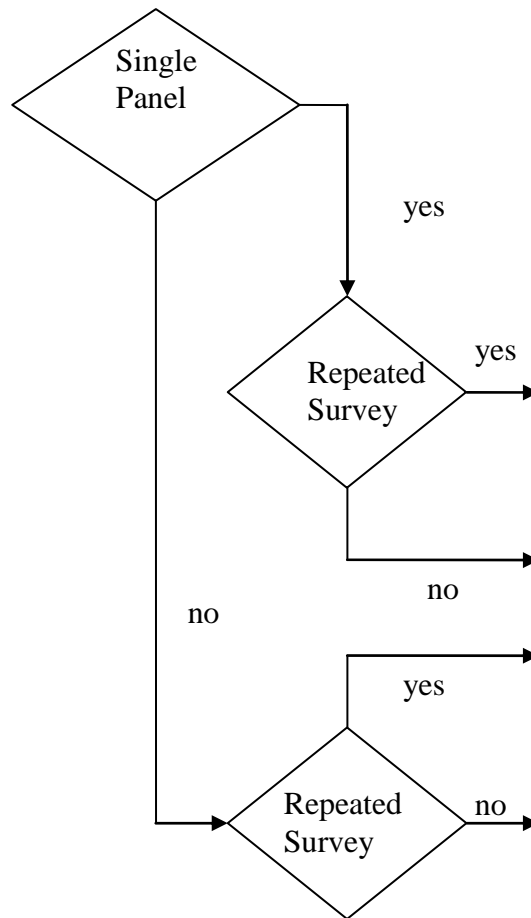 Single
Panel
yes
yes
Repeated
Survey
no
no
yes
Repeated
Survey
no